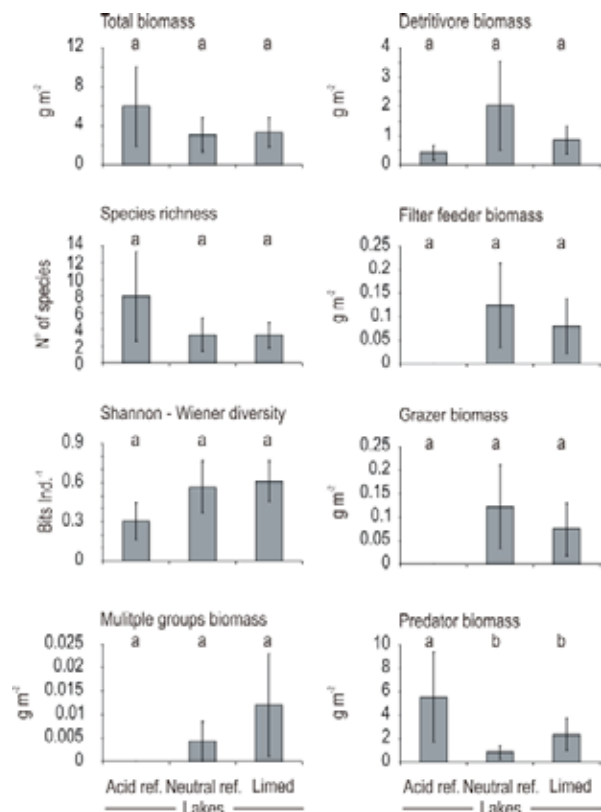 Total biomass
a a a
12
8
4
0
g m-2
Detritivore biomass
a a a
4
3
2
1
0
g m-2
Species richness
a a a
14
12
10
8
6
4
2
0
N° of species
Filter feeder biomass
a a a
0.25
0.2
0.15
0.1
0.05
0
g m-2
Shannon - Wiener diversity
a a a
0.9
0.6
0.3
0
Bits Ind.-1
Grazer biomass
a a a
0.25
0.2
0.15
0.1
0.05
0
g m-2
Mulitple groups biomass
a a a
0.025
0.02
0.015
0.01
0.005
0
g m-2
Predator biomass
a b b
10
8
6
4
2
0
g m-2
Acid ref. Neutral ref. Limed
Lakes
Acid ref. Neutral ref. Limed
Lakes